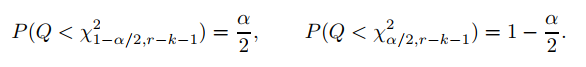 P(Q < χ²_{1−α/2,r−k−1}) = α/2, P(Q < χ²_{α/2,r−k−1}) = 1 − α/2.